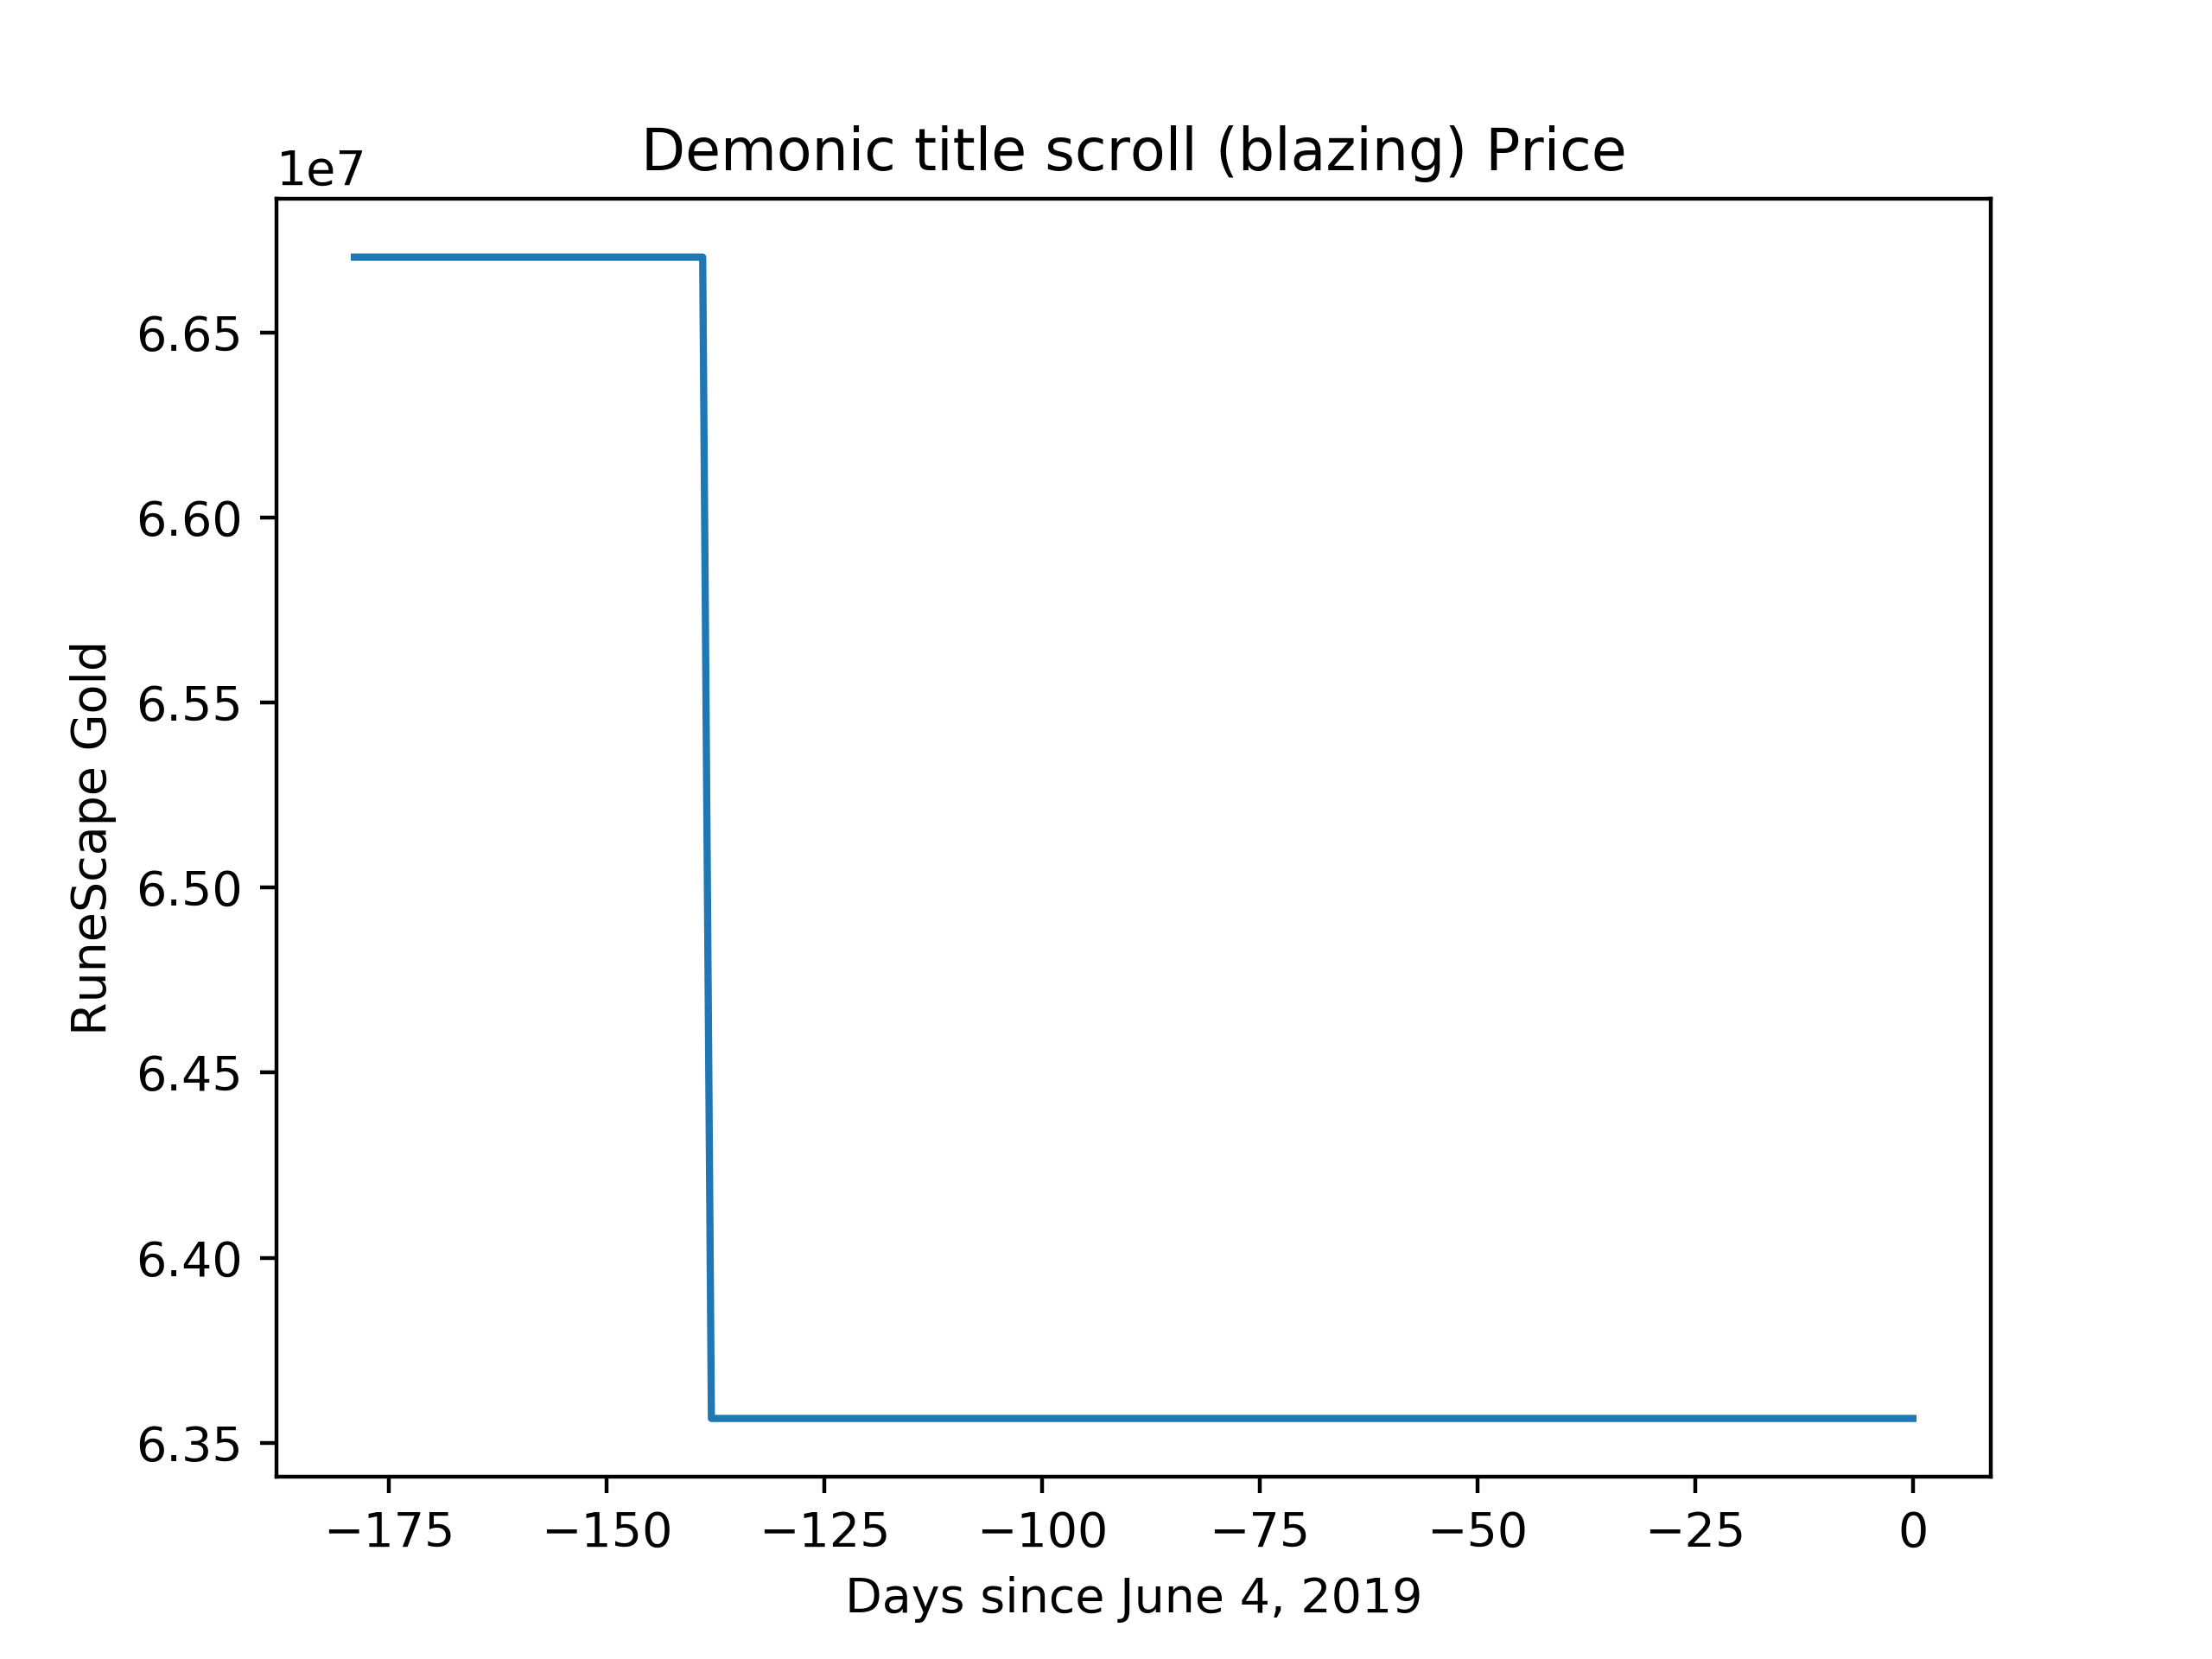 Demonic title scroll (blazing) Price
1e7
6.65
6.60
6.55
6.50
6.45
6.40
6.35
RuneScape Gold
−175 −150 −125 −100 −75 −50 −25 0
Days since June 4, 2019